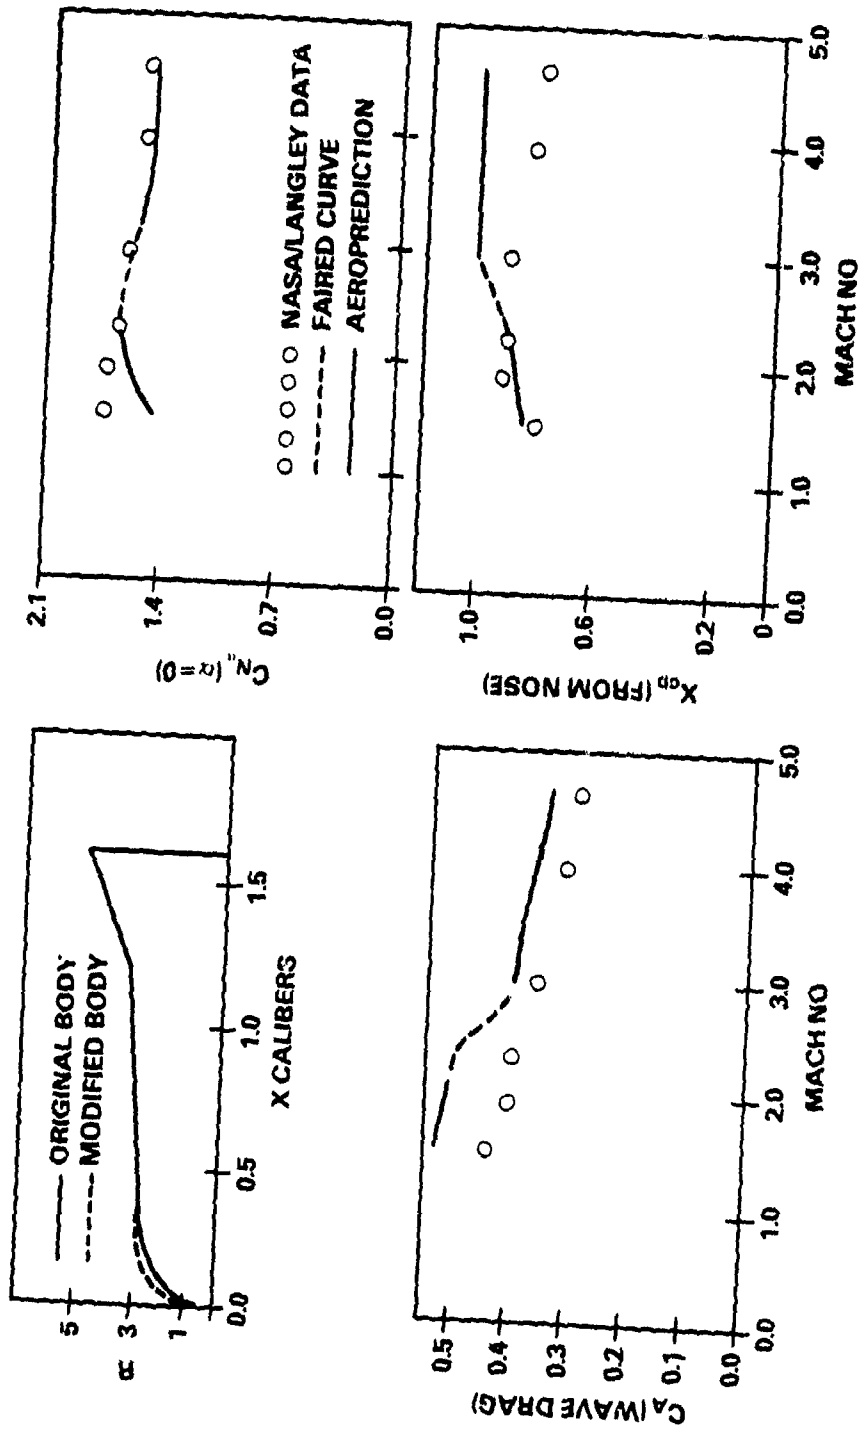 5
3
1
R
ORIGINAL BODY
MODIFIED BODY
0.0
0.5
1.0
1.5
X CALIBERS
2.1
1.4
0.7
0.0
(α=0)
NASA/LANGLEY DATA
FAIRED CURVE
AEROPREDICTION
0.5
0.4
0.3
0.2
0.1
0.0
C_A (WAVE DRAG)
0.0
1.0
2.0
3.0
4.0
5.0
MACH NO
1.0
0.6
0.2
0
X_cp (FROM NOSE)
0.0
1.0
2.0
3.0
4.0
5.0
MACH NO